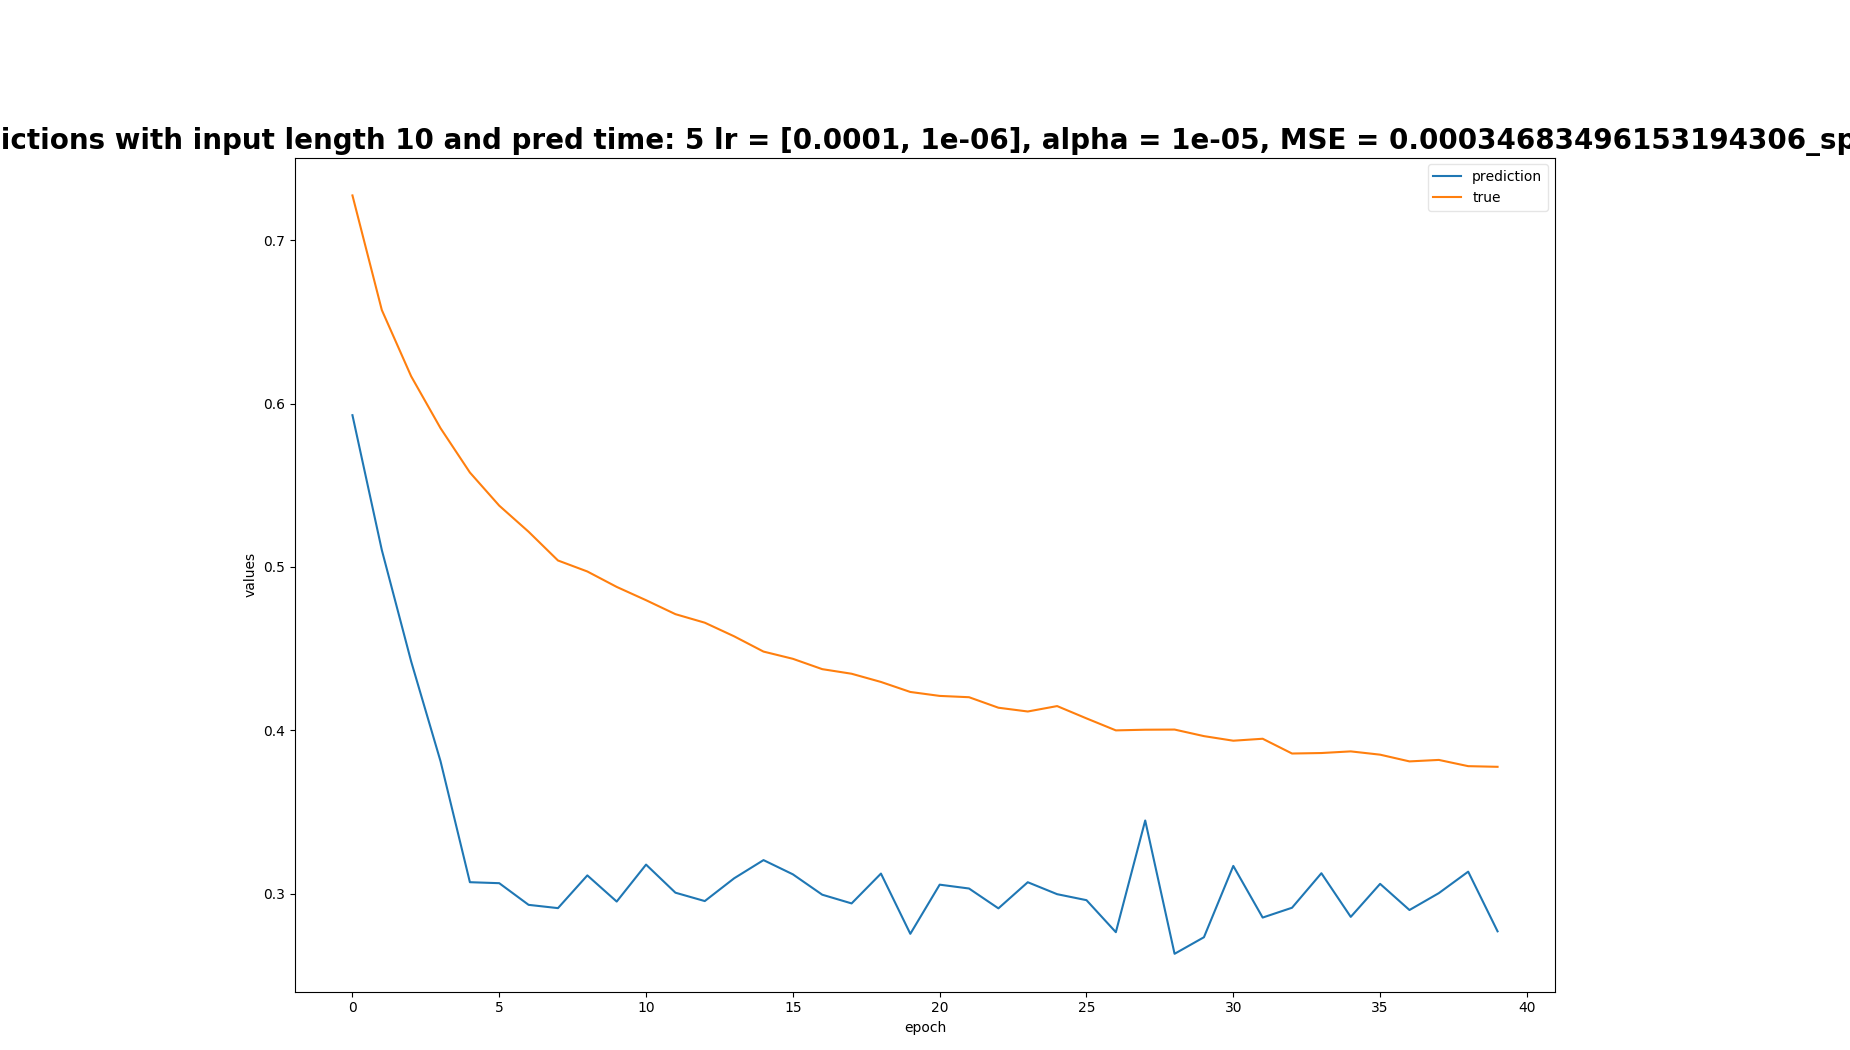 ictions with input length 10 and pred time: 5 lr = [0.0001, 1e-06], alpha = 1e-05, MSE = 0.00034683496153194306_sp
prediction
true
0.7
0.6
0.5
0.4
0.3
values
0 5 10 15 20 25 30 35 40
epoch